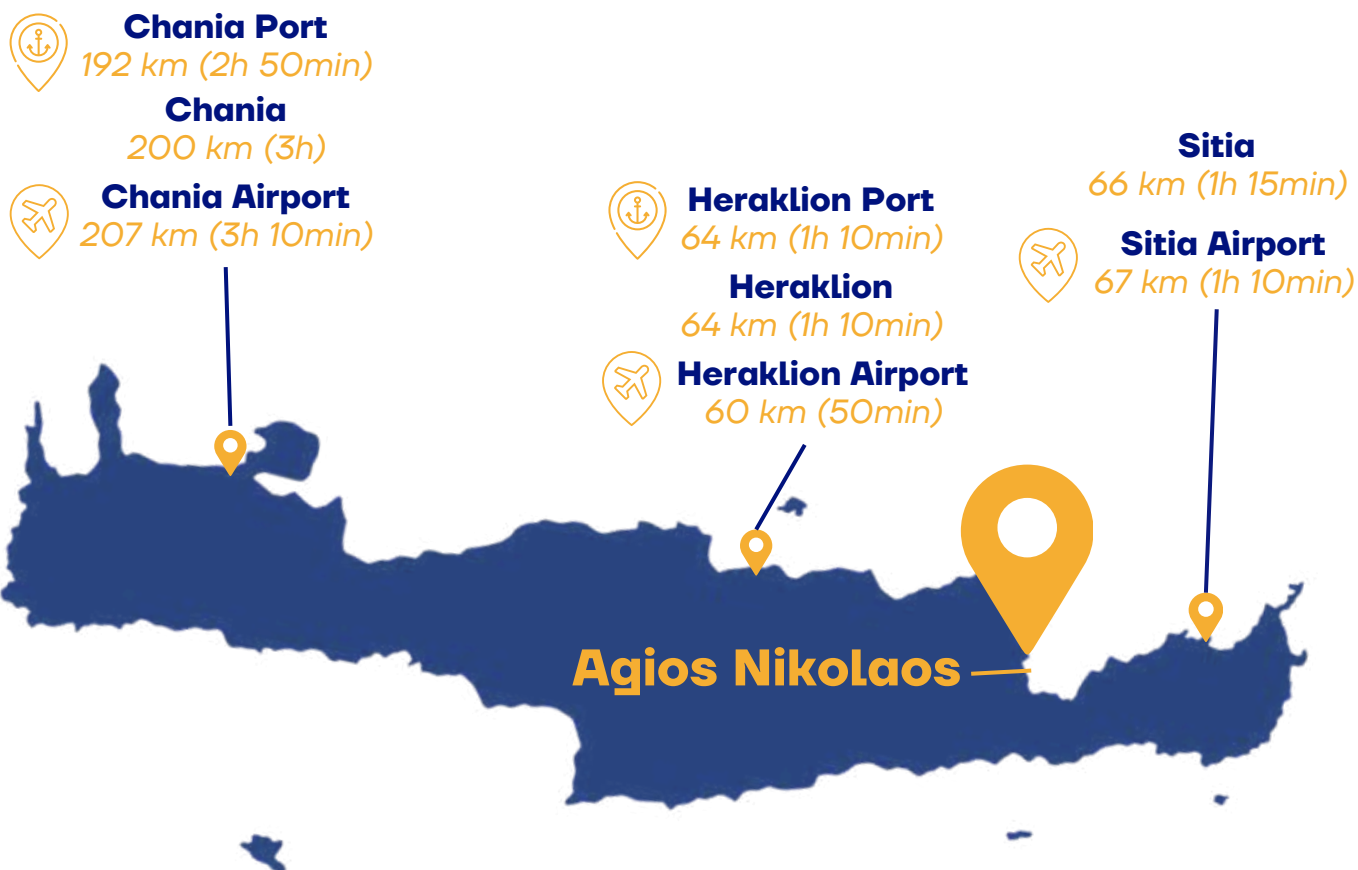 Chania Port
192 km (2h 50min)
Chania
200 km (3h)
Chania Airport
207 km (3h 10min)
Heraklion Port
64 km (1h 10min)
Heraklion
64 km (1h 10min)
Heraklion Airport
60 km (50min)
Sitia
66 km (1h 15min)
Sitia Airport
67 km (1h 10min)
Agios Nikolaos